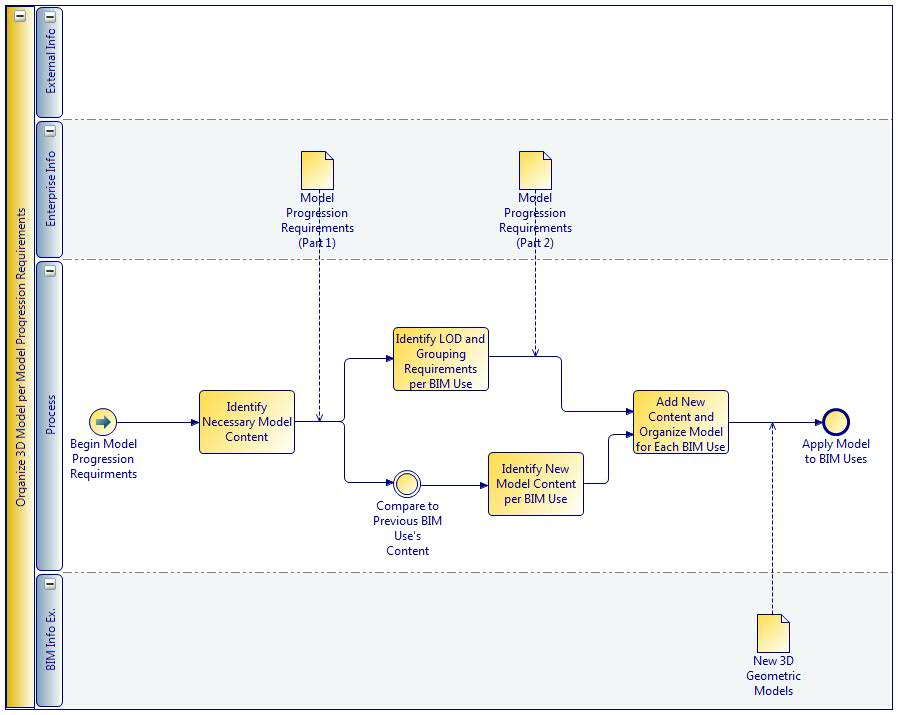 Organize 3D Model per Model Progression Requirements
External Info
Enterprise Info
Model
Progression
Requirements
(Part 1)
Model
Progression
Requirements
(Part 2)
Process
Begin Model
Progression
Requirments
Identify
Necessary Model
Content
Identify LOD and
Grouping
Requirements
per BIM Use
Compare to
Previous BIM
Use's
Content
Identify New
Model Content
per BIM Use
Add New
Content and
Organize Model
for Each BIM Use
Apply Model
to BIM Uses
BIM Info Ex.
New 3D
Geometric
Models